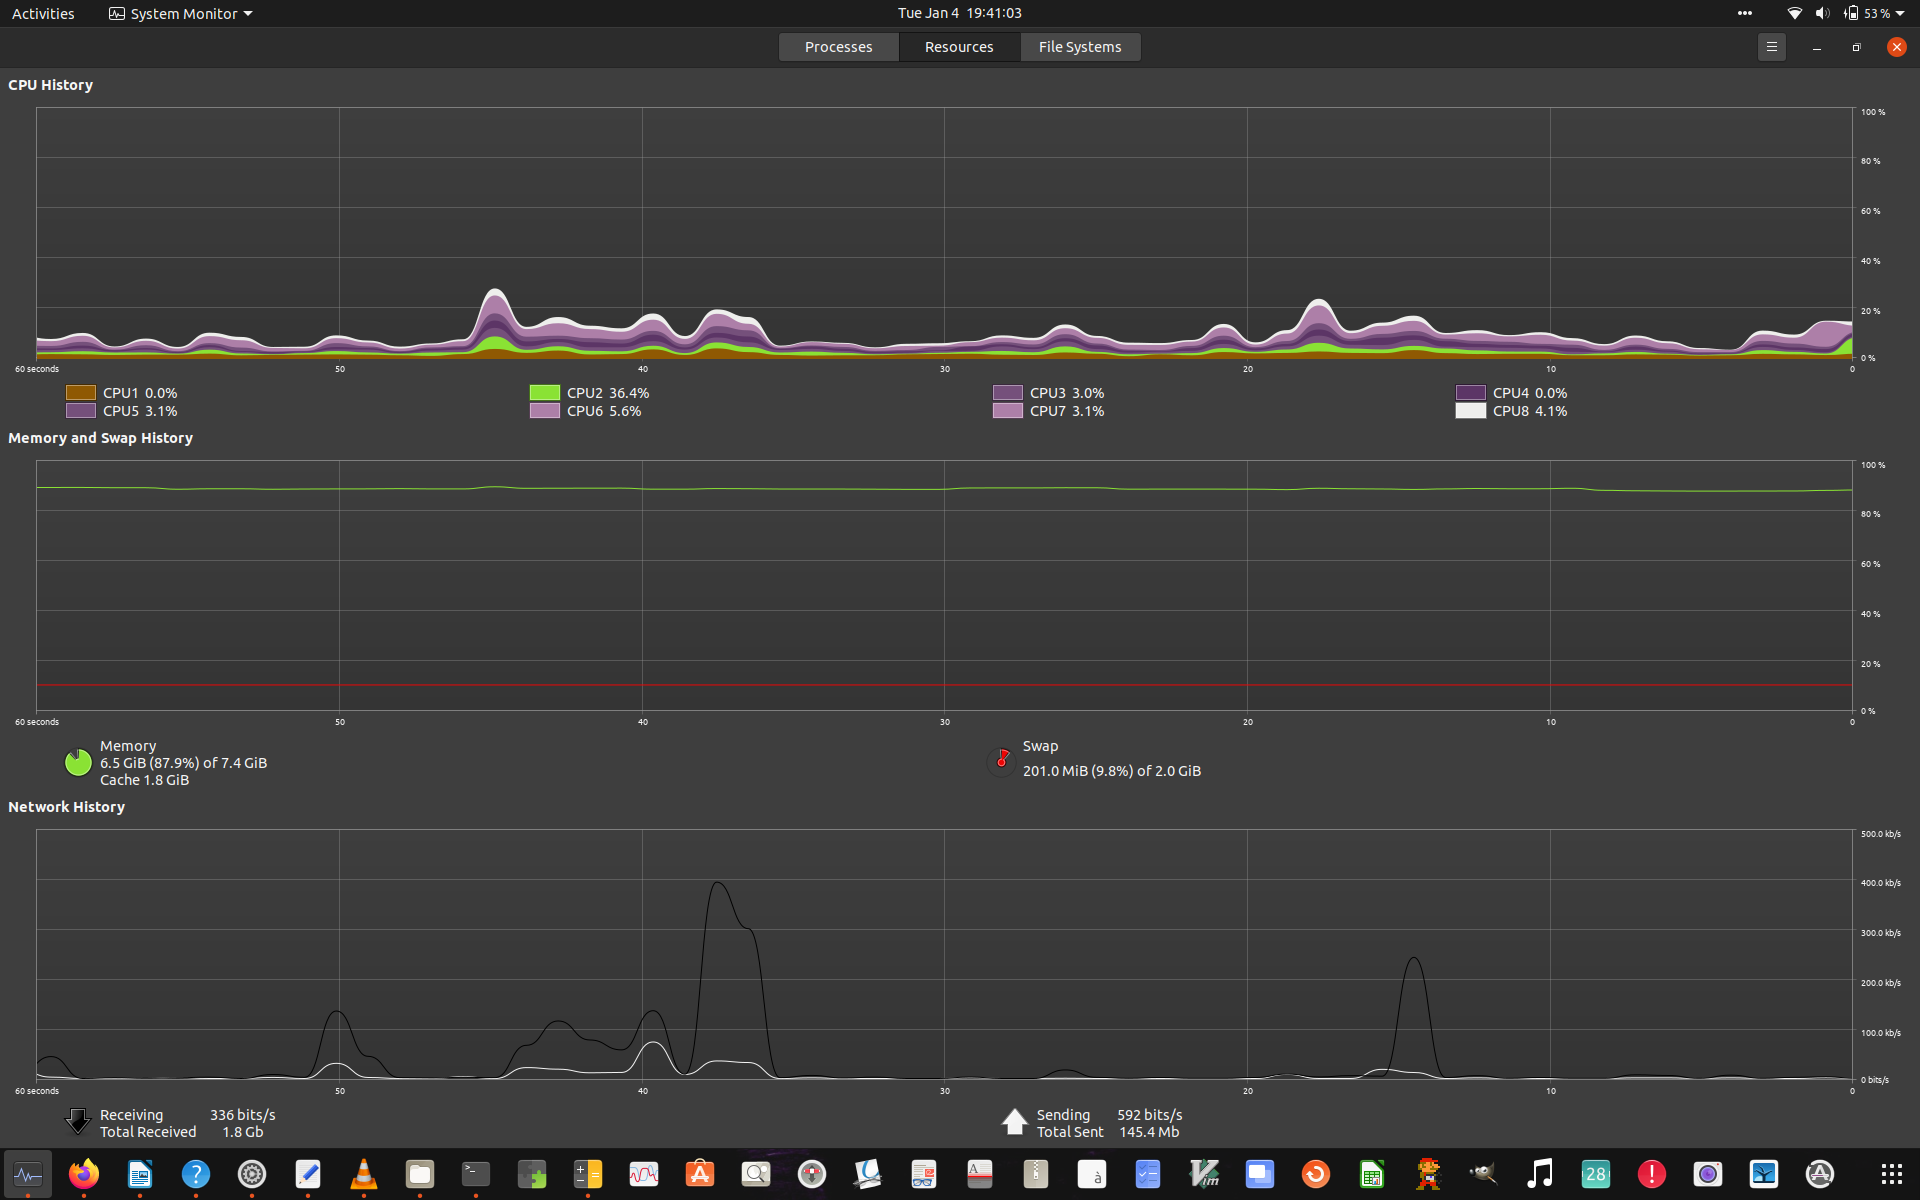 Activities System Monitor Tue Jan 4 19:41:03 53 %
Processes Resources File Systems
CPU History
100 %
80 %
60 %
40 %
20 %
0 %
60 seconds 50 40 30 20 10 0
CPU1 0.0% CPU2 36.4% CPU3 3.0% CPU4 0.0%
CPU5 3.1% CPU6 5.6% CPU7 3.1% CPU8 4.1%
Memory and Swap History
100 %
80 %
60 %
40 %
20 %
0 %
60 seconds 50 40 30 20 10 0
Memory
6.5 GiB (87.9%) of 7.4 GiB
Cache 1.8 GiB
Swap
201.0 MiB (9.8%) of 2.0 GiB
Network History
500.0 kb/s
400.0 kb/s
300.0 kb/s
200.0 kb/s
100.0 kb/s
0 bits/s
60 seconds 50 40 30 20 10 0
Receiving 336 bits/s
Total Received 1.8 Gb
Sending 592 bits/s
Total Sent 145.4 Mb
28